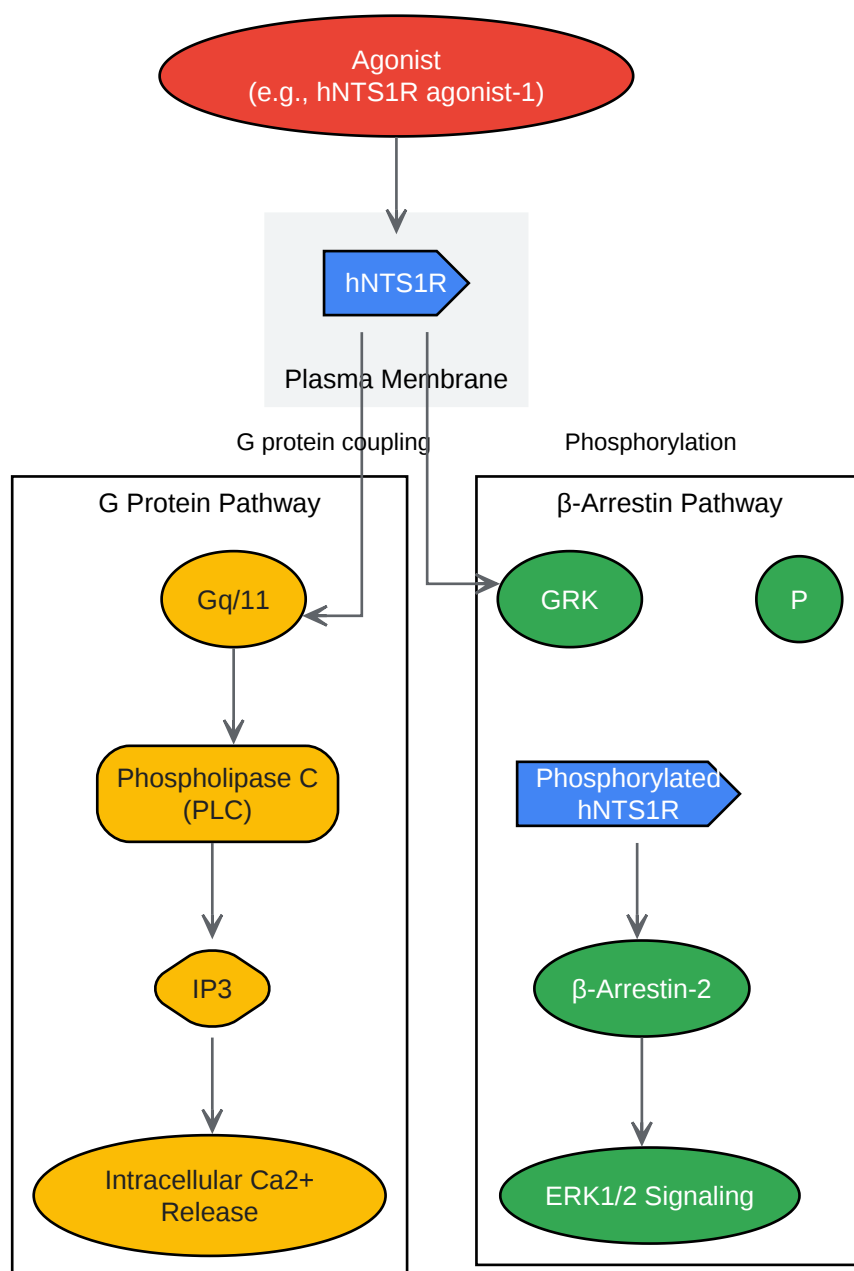 Agonist
(e.g., hNTS1R agonist-1)
hNTS1R
Plasma Membrane
G protein coupling
Phosphorylation
G Protein Pathway
Gq/11
Phospholipase C
(PLC)
IP3
Intracellular Ca2+
Release
β-Arrestin Pathway
GRK
P
Phosphorylated
hNTS1R
β-Arrestin-2
ERK1/2 Signaling